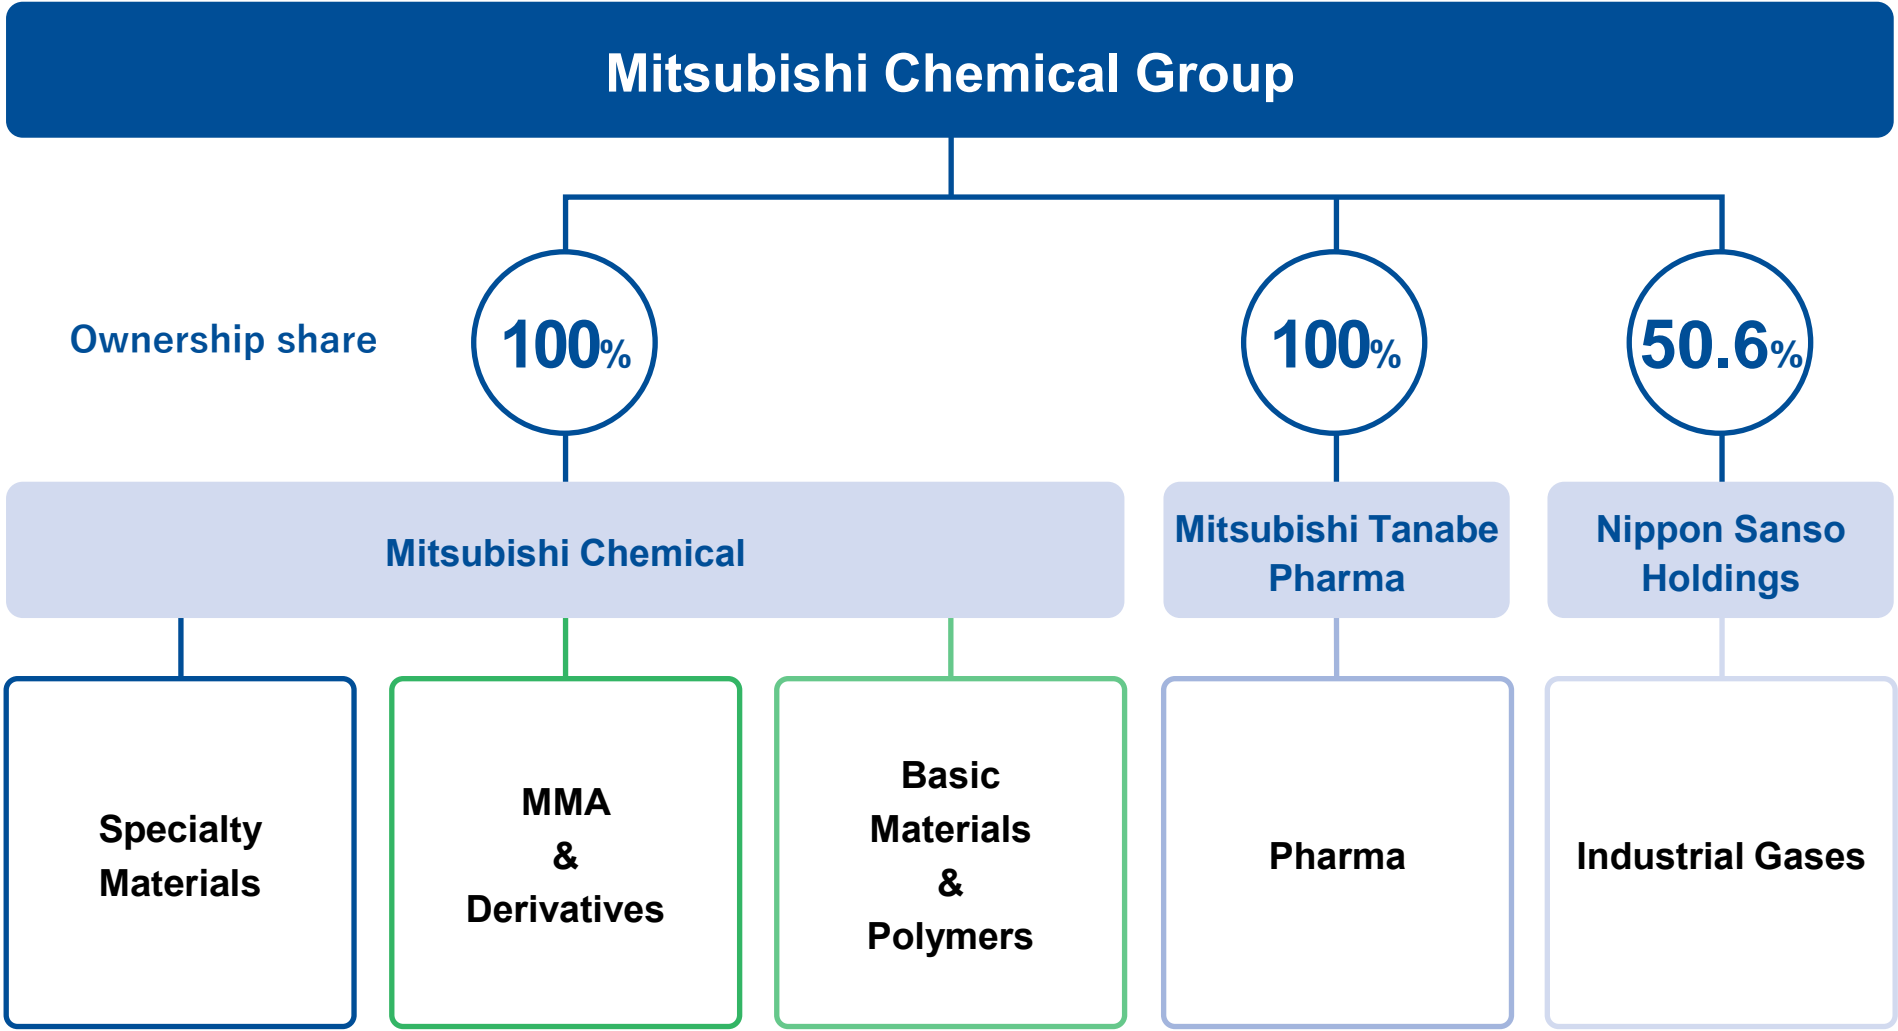 Mitsubishi Chemical Group
Ownership share
100%
100%
50.6%
Mitsubishi Chemical
Mitsubishi Tanabe
Pharma
Nippon Sanso
Holdings
Specialty
Materials
MMA
&
Derivatives
Basic
Materials
&
Polymers
Pharma
Industrial Gases